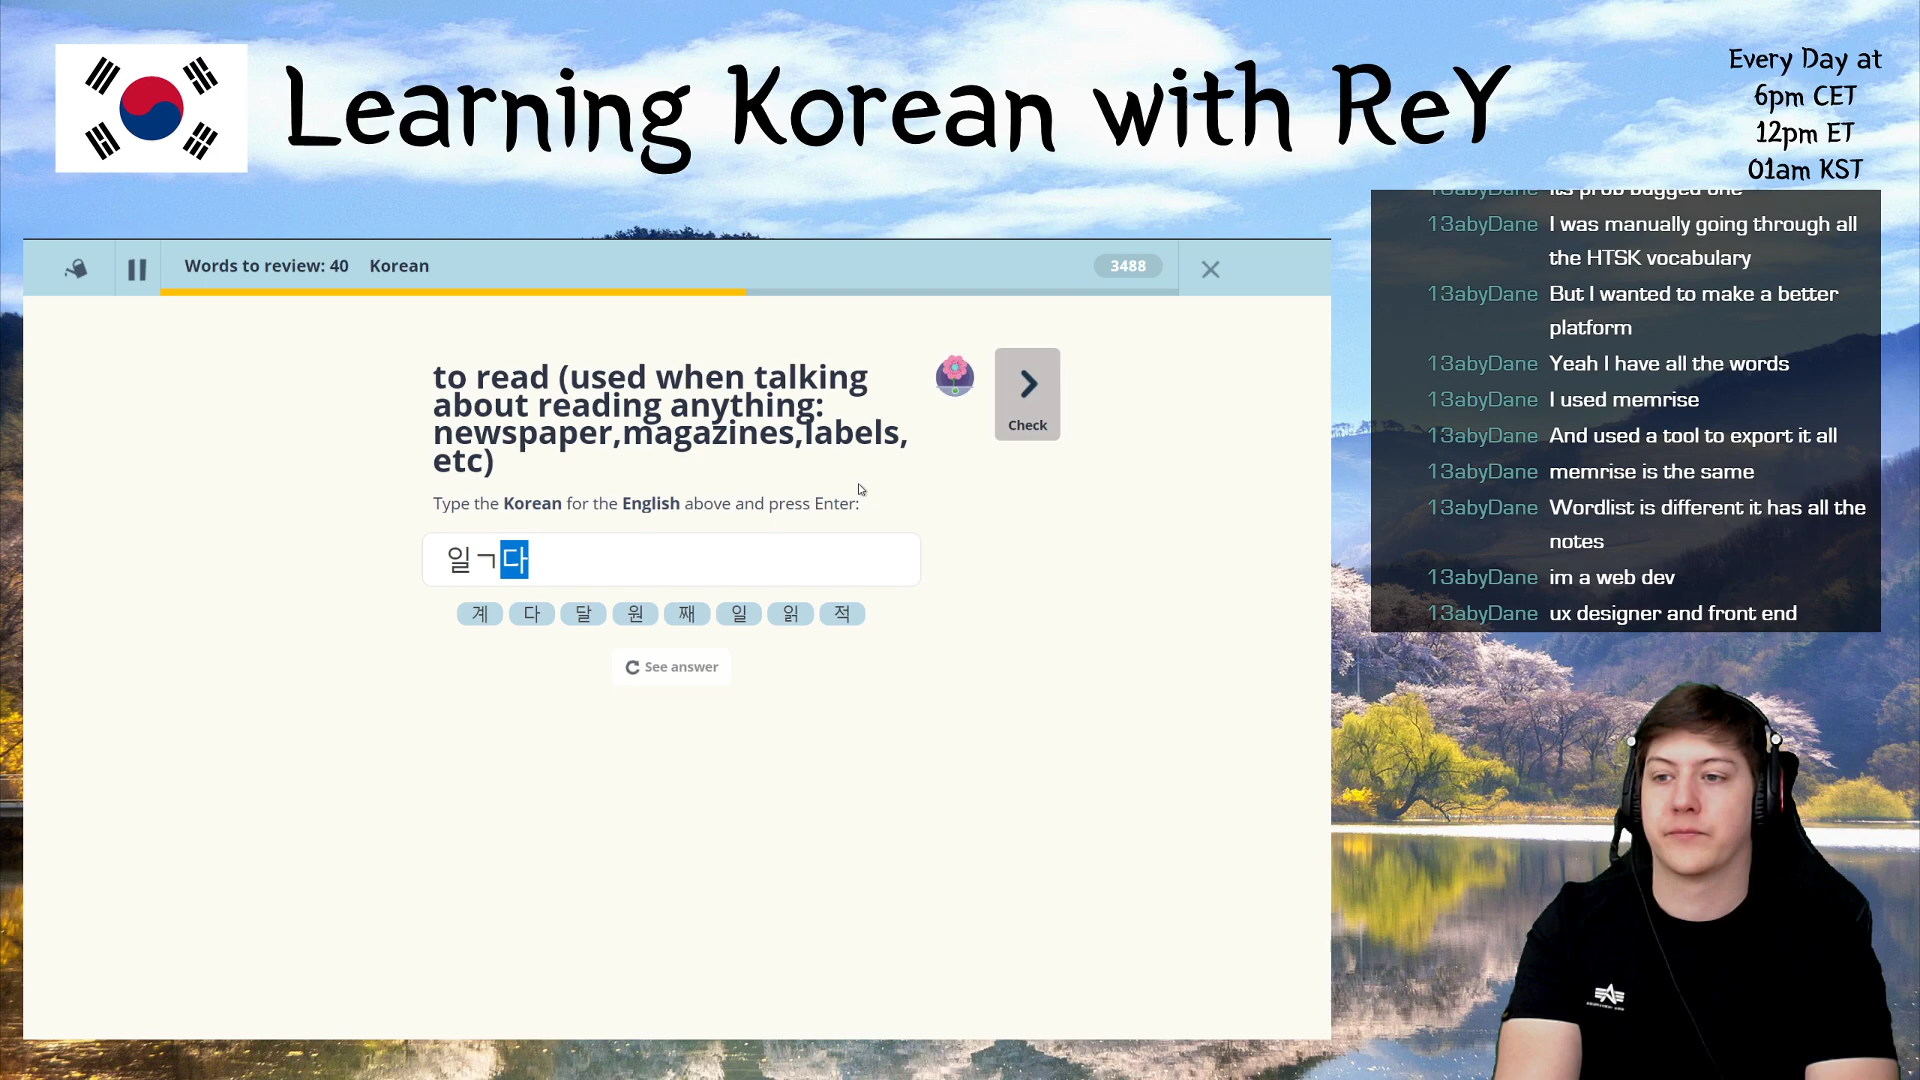 Learning Korean with ReY
Every Day at
6pm CET
12pm ET
01am KST
13abyDane its prob bugged one
13abyDane I was manually going through all
the HTSK vocabulary
13abyDane But I wanted to make a better
platform
13abyDane Yeah I have all the words
13abyDane I used memrise
13abyDane And used a tool to export it all
13abyDane memrise is the same
13abyDane Wordlist is different it has all the
notes
13abyDane im a web dev
13abyDane ux designer and front end
Words to review: 40 Korean
3488
to read (used when talking
about reading anything:
newspaper,magazines,labels,
etc)
Check
Type the Korean for the English above and press Enter:
일ㄱ다
계 다 달 원 째 일 읽 적
See answer